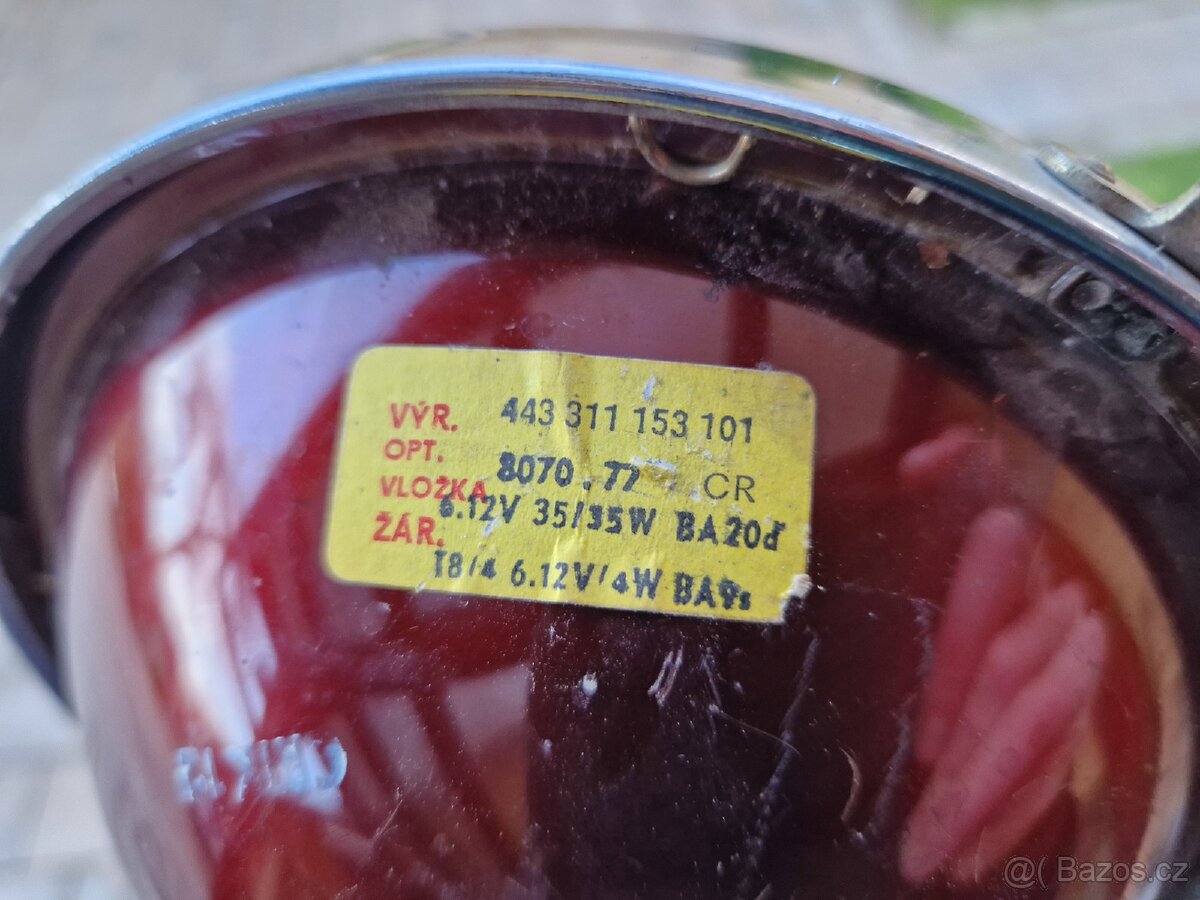 VÝR. 443 311 153 101
OPT. 8070.77 CR
VLOŽKA 6.12V 35/35W BA20d
ŽÁR. T8/4 6.12V/4W BA9s
@( Bazos.cz